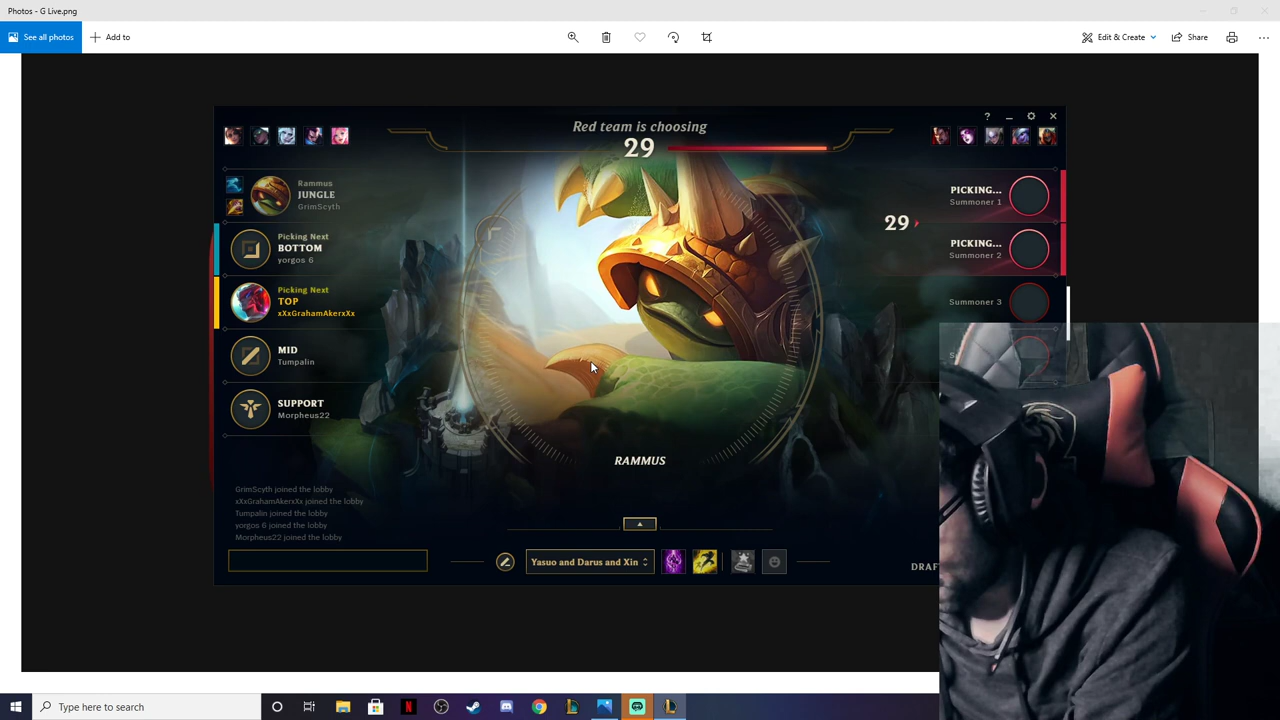 Photos - G Live.png
See all photos
Add to
Edit & Create
Share
Red team is choosing
29
Rammus
JUNGLE
GrimScyth
Picking Next
BOTTOM
yorgos 6
Picking Next
TOP
xXxGrahamAkerxXx
MID
Tumpalin
SUPPORT
Morpheus22
29
PICKING...
Summoner 1
PICKING...
Summoner 2
Summoner 3
RAMMUS
GrimScyth joined the lobby
xXxGrahamAkerxXx joined the lobby
Tumpalin joined the lobby
yorgos 6 joined the lobby
Morpheus22 joined the lobby
Yasuo and Darus and Xin
DRAF
Type here to search